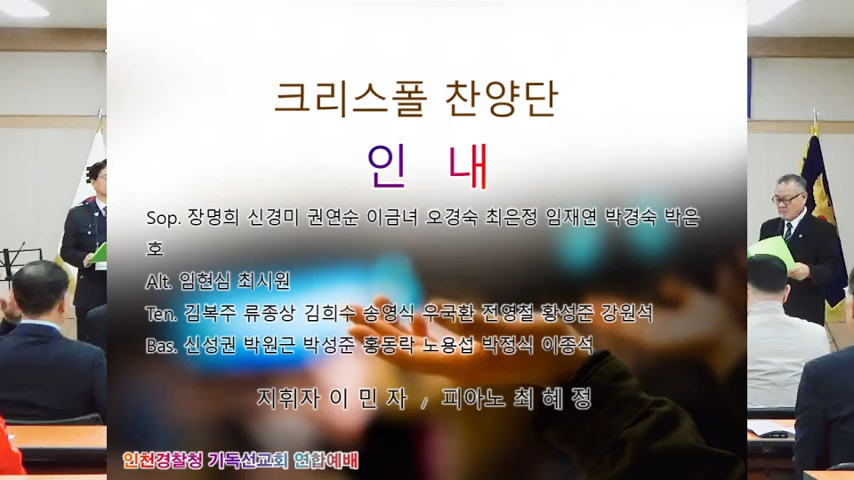 크리스폴 찬양단
인 내
Sop. 장명희 신경미 권연순 이금녀 오경숙 최은정 임재연 박경숙 박은
호
Alt. 임현심 최시원
Ten. 김복주 류종상 김희수 송영식 우국환 전영철 황성준 강원석
Bas. 신성권 박원근 박성준 홍동락 노용섭 박정식 이종석
지휘자 이 민 자 / 피아노 최 혜 정
인천경찰청 기독선교회 연합예배